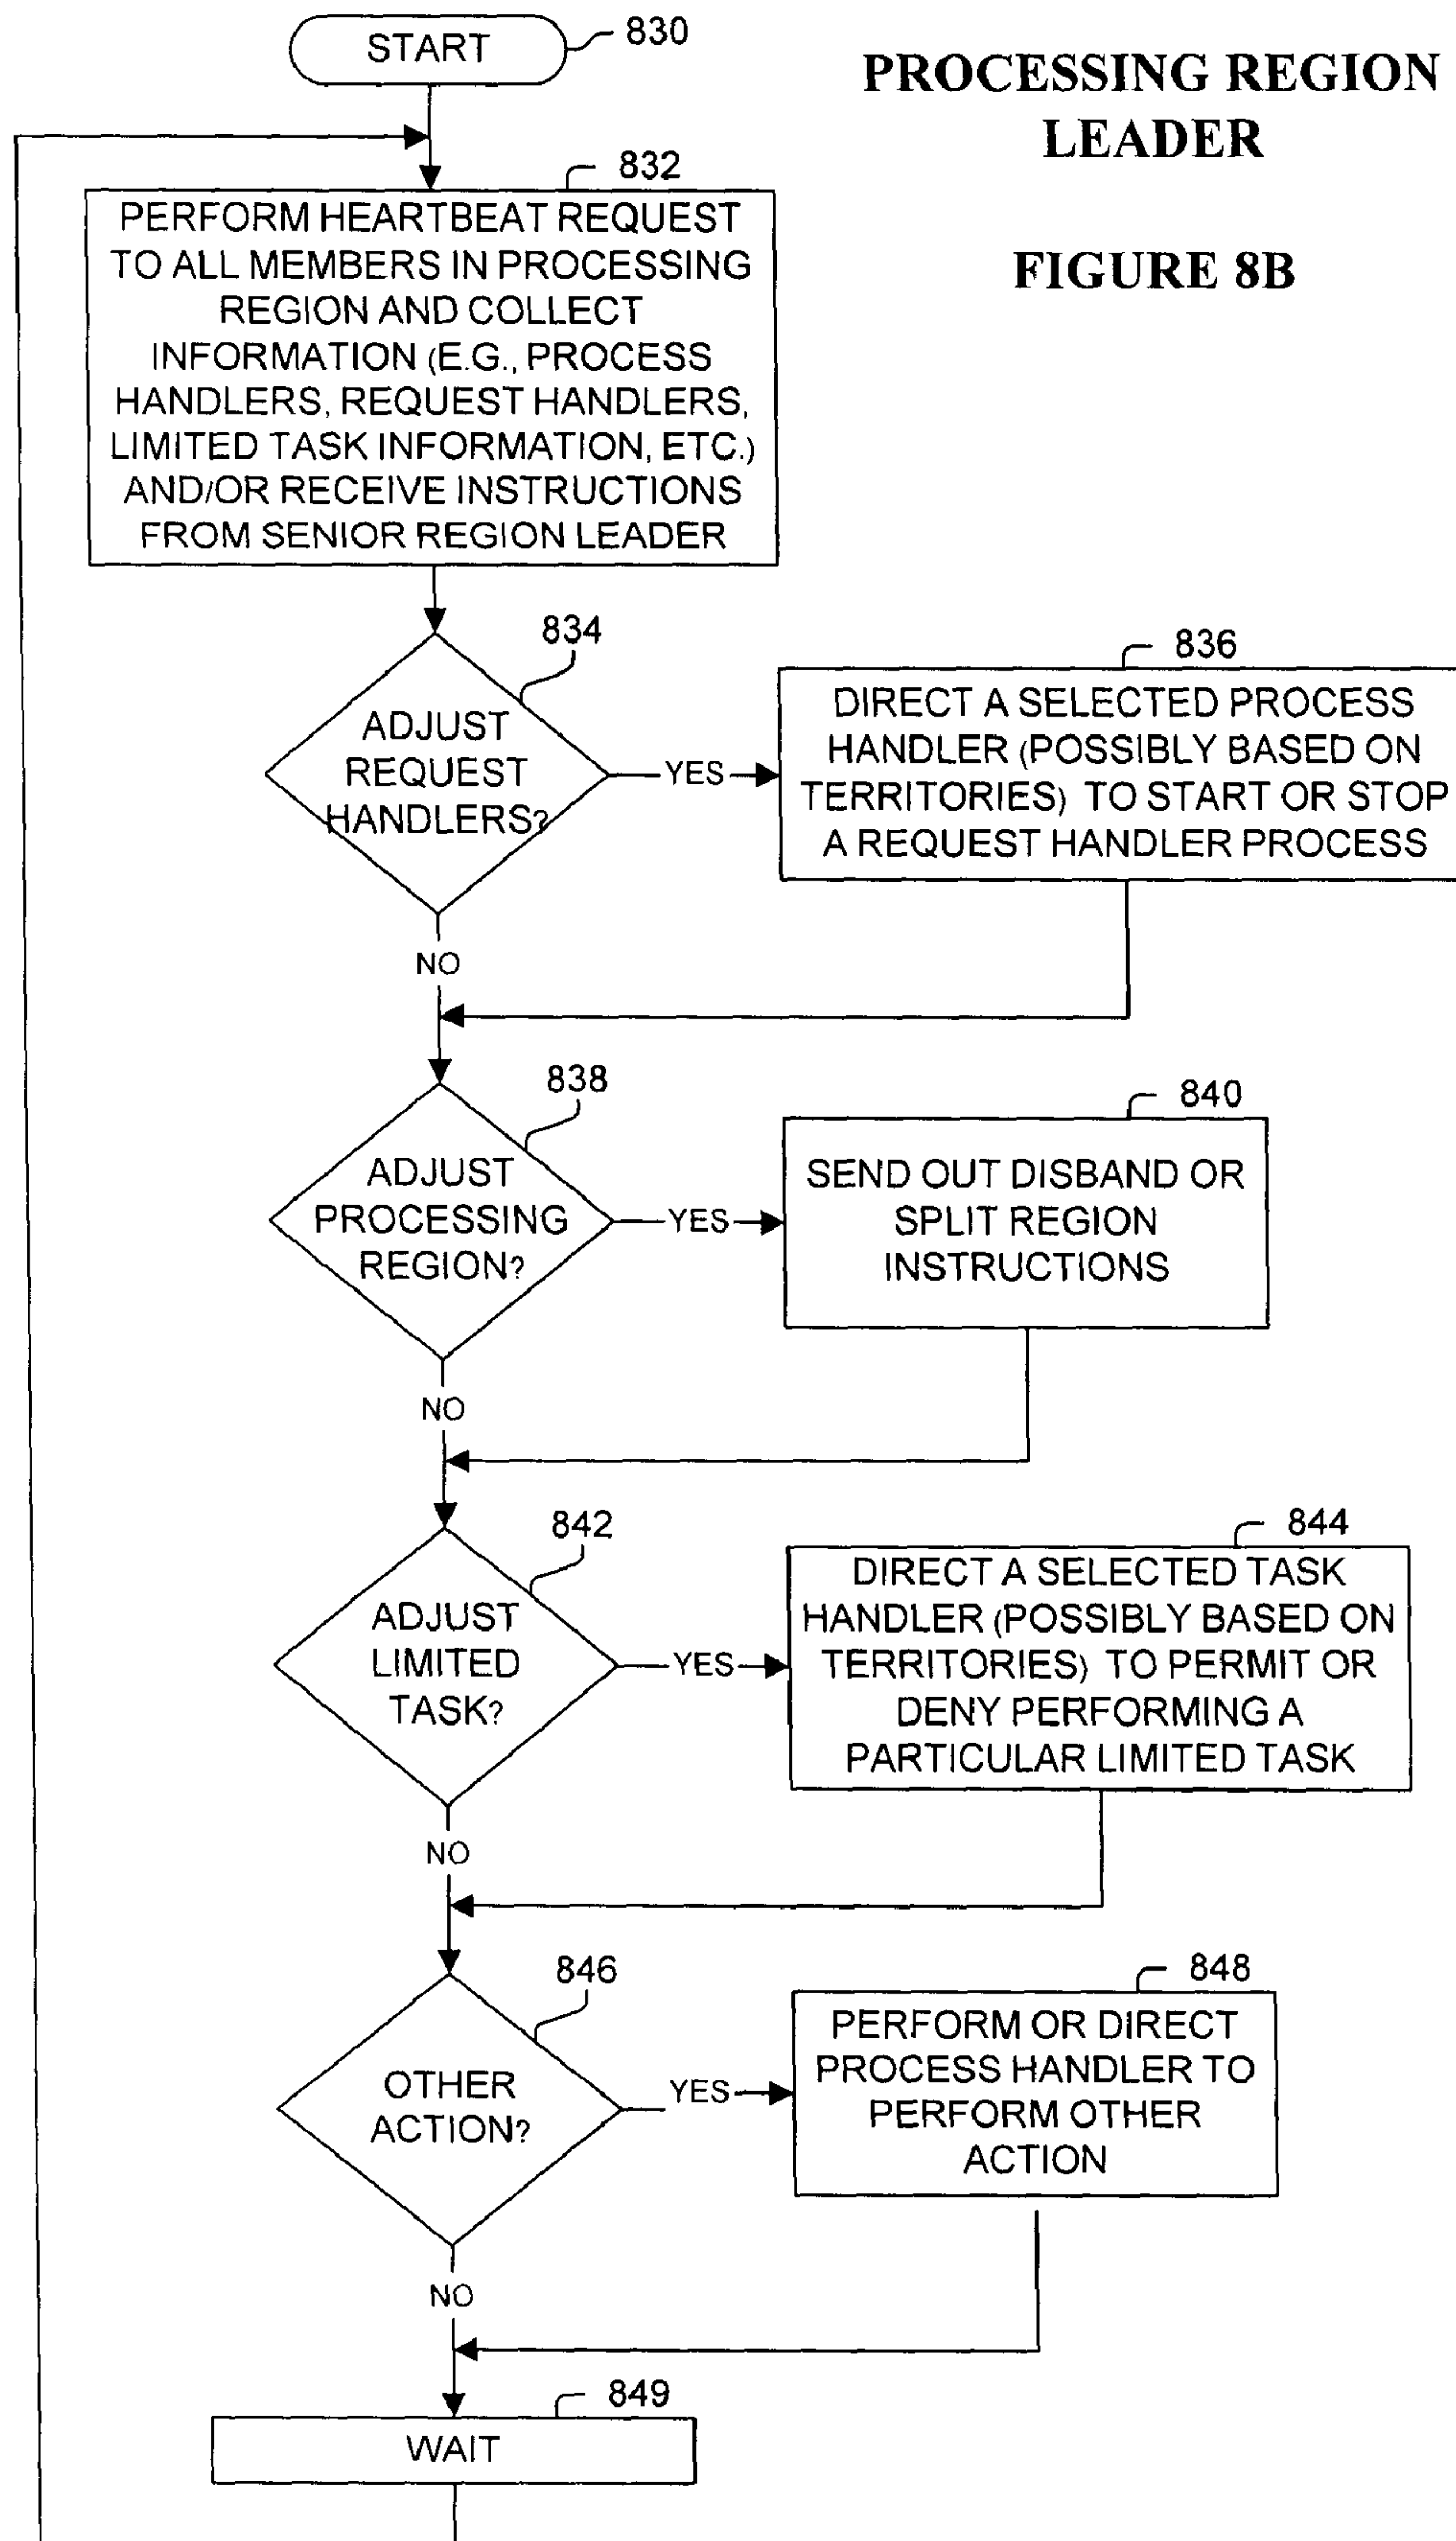 START
830
PROCESSING REGION
LEADER
FIGURE 8B
832
PERFORM HEARTBEAT REQUEST
TO ALL MEMBERS IN PROCESSING
REGION AND COLLECT
INFORMATION (E.G., PROCESS
HANDLERS, REQUEST HANDLERS,
LIMITED TASK INFORMATION, ETC.)
AND/OR RECEIVE INSTRUCTIONS
FROM SENIOR REGION LEADER
834
ADJUST
REQUEST
HANDLERS?
YES
836
DIRECT A SELECTED PROCESS
HANDLER (POSSIBLY BASED ON
TERRITORIES) TO START OR STOP
A REQUEST HANDLER PROCESS
NO
838
ADJUST
PROCESSING
REGION?
YES
840
SEND OUT DISBAND OR
SPLIT REGION
INSTRUCTIONS
NO
842
ADJUST
LIMITED
TASK?
YES
844
DIRECT A SELECTED TASK
HANDLER (POSSIBLY BASED ON
TERRITORIES) TO PERMIT OR
DENY PERFORMING A
PARTICULAR LIMITED TASK
NO
846
OTHER
ACTION?
YES
848
PERFORM OR DIRECT
PROCESS HANDLER TO
PERFORM OTHER
ACTION
NO
849
WAIT